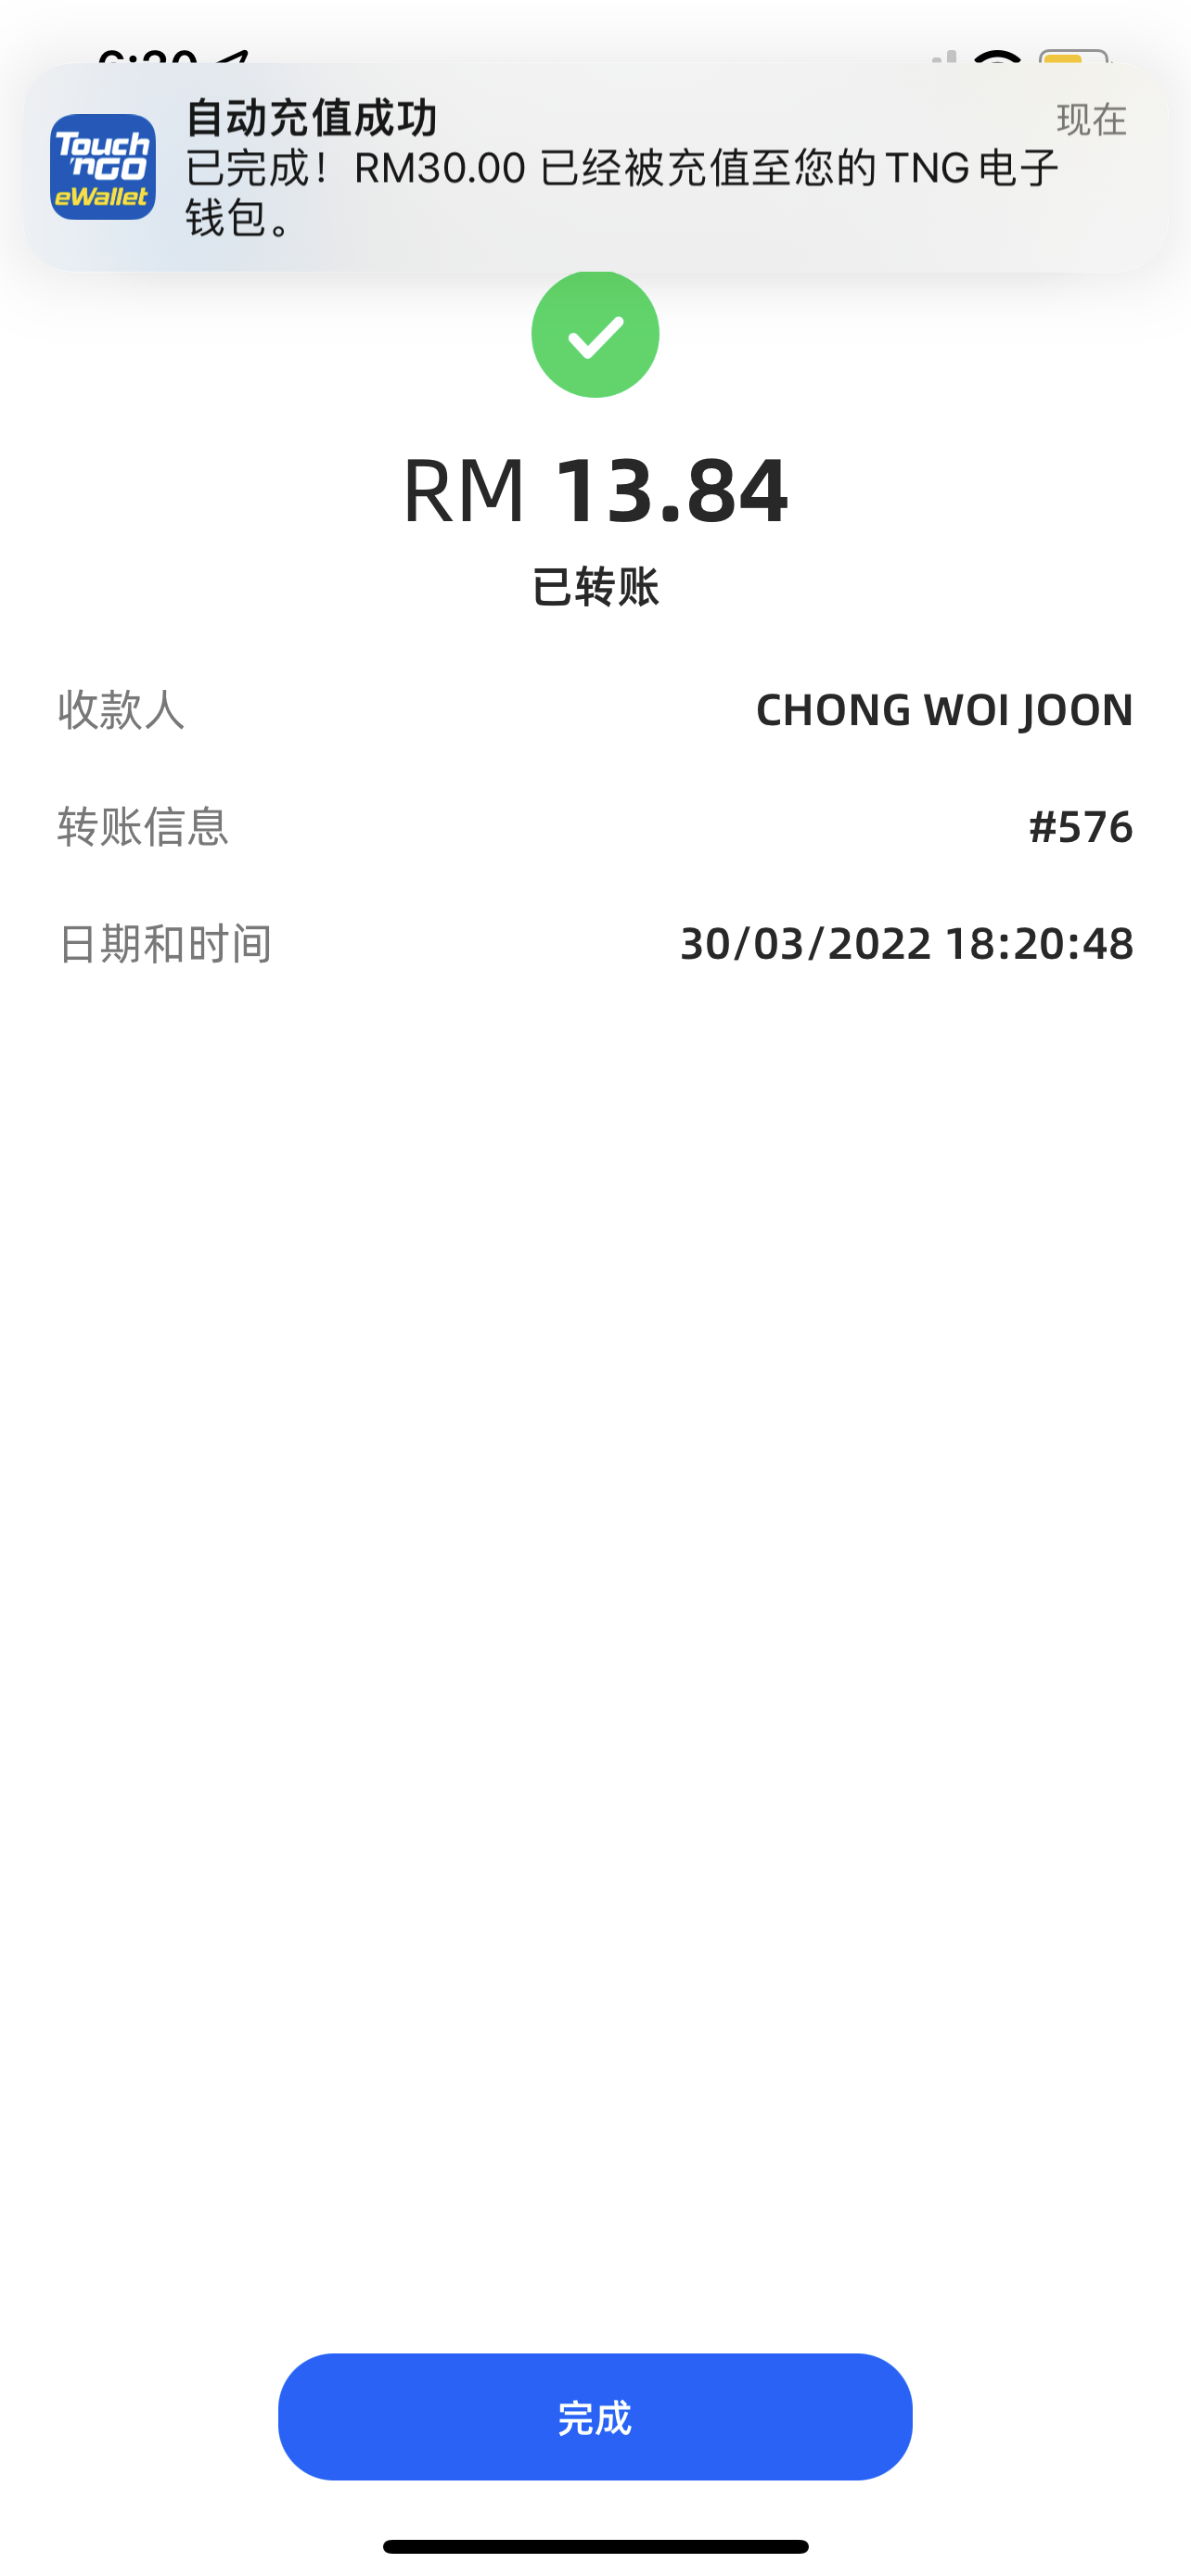 自动充值成功
现在
已完成！RM30.00 已经被充值至您的 TNG 电子
钱包。
Touch
'nGO
eWallet
RM 13.84
已转账
收款人 CHONG WOI JOON
转账信息 #576
日期和时间 30/03/2022 18:20:48
完成